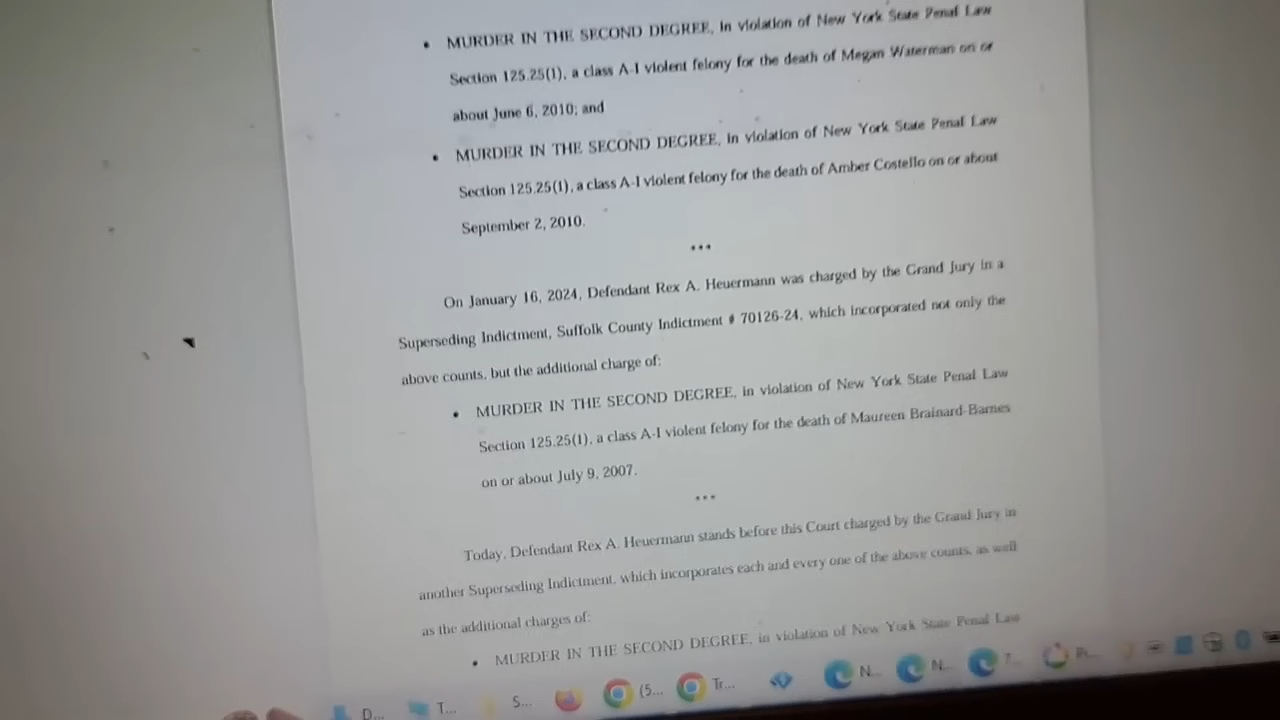 • MURDER IN THE SECOND DEGREE, in violation of New York State Penal Law
Section 125.25(1), a class A-I violent felony for the death of Megan Waterman on or
about June 6, 2010; and
• MURDER IN THE SECOND DEGREE, in violation of New York State Penal Law
Section 125.25(1), a class A-I violent felony for the death of Amber Costello on or about
September 2, 2010.
***
On January 16, 2024, Defendant Rex A. Heuermann was charged by the Grand Jury in a
Superseding Indictment, Suffolk County Indictment # 70126-24, which incorporated not only the
above counts, but the additional charge of:
• MURDER IN THE SECOND DEGREE, in violation of New York State Penal Law
Section 125.25(1), a class A-I violent felony for the death of Maureen Brainard-Barnes
on or about July 9, 2007.
***
Today, Defendant Rex A. Heuermann stands before this Court charged by the Grand Jury in
another Superseding Indictment, which incorporates each and every one of the above counts, as well
as the additional charges of:
• MURDER IN THE SECOND DEGREE, in violation of New York State Penal Law
D... T... S... (5... Tr... N... N... 7...